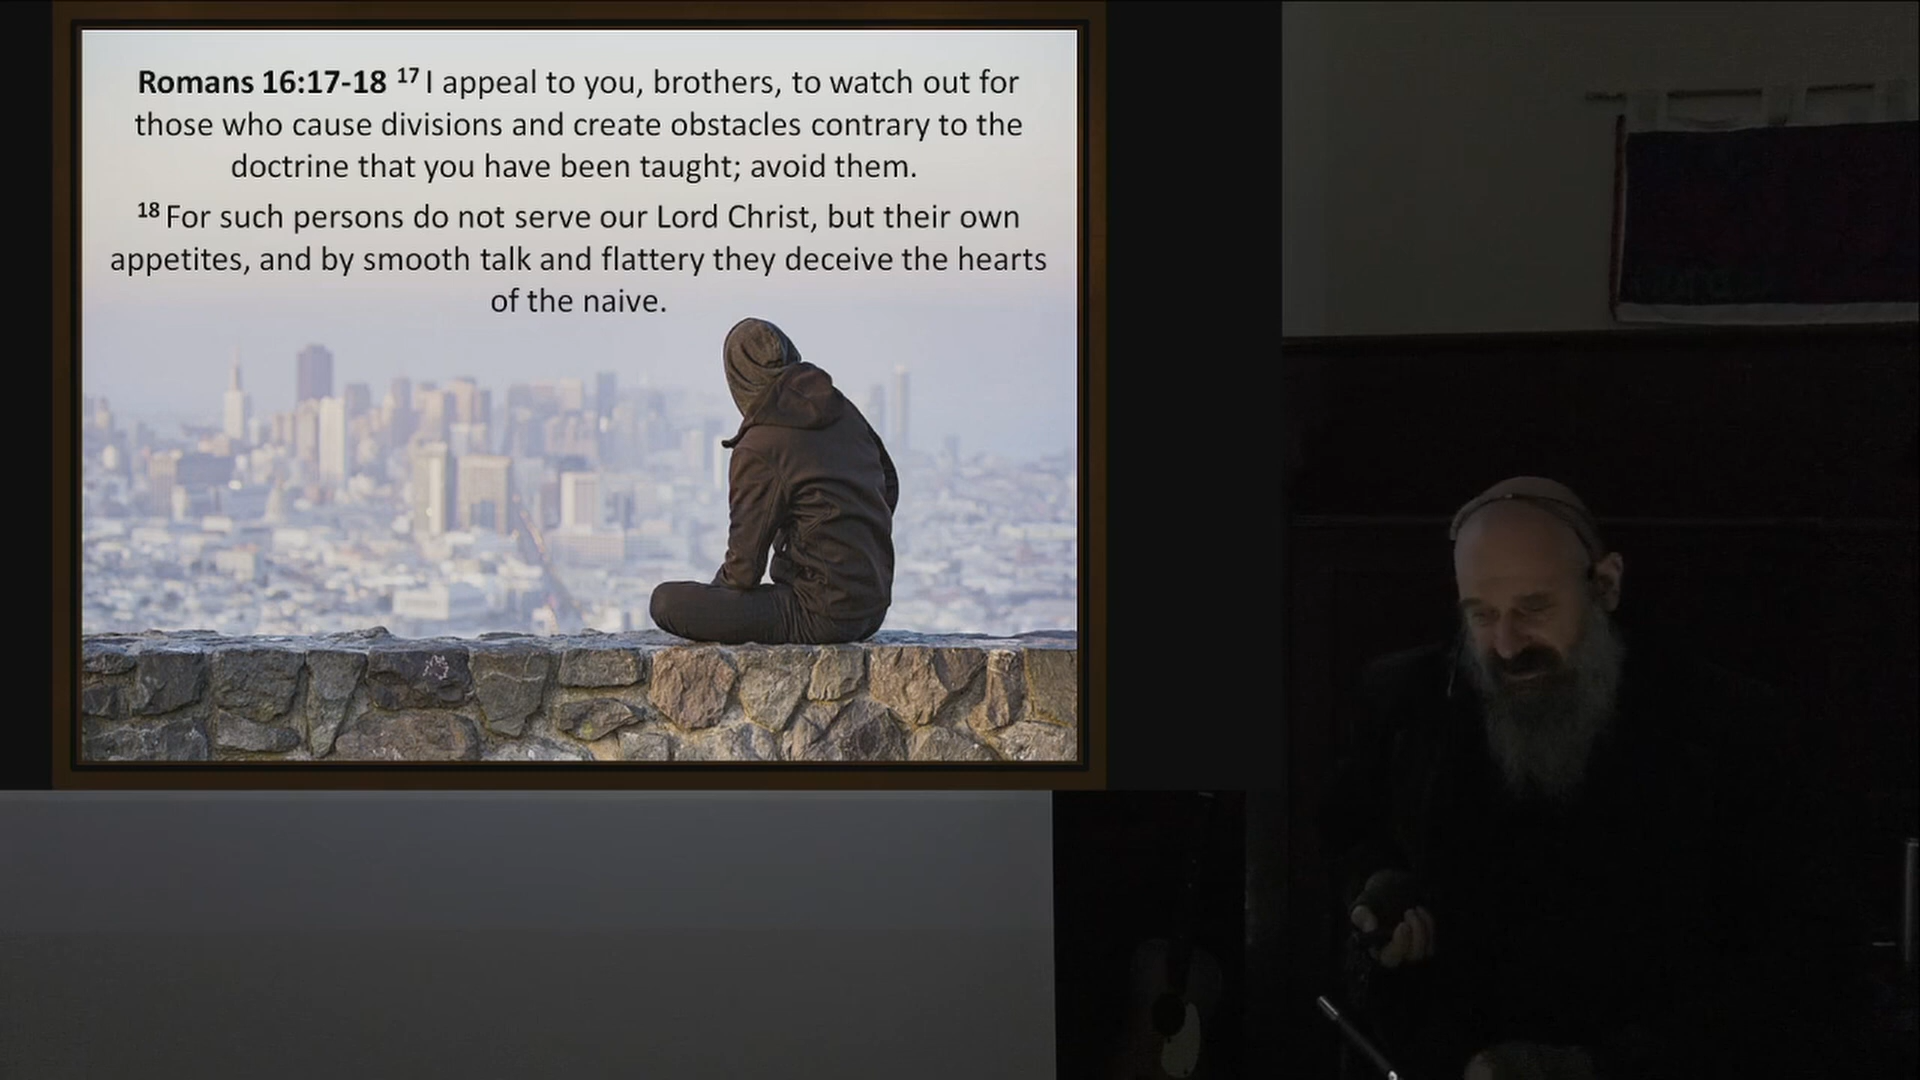 Romans 16:17-18 17 I appeal to you, brothers, to watch out for
those who cause divisions and create obstacles contrary to the
doctrine that you have been taught; avoid them.
18 For such persons do not serve our Lord Christ, but their own
appetites, and by smooth talk and flattery they deceive the hearts
of the naive.